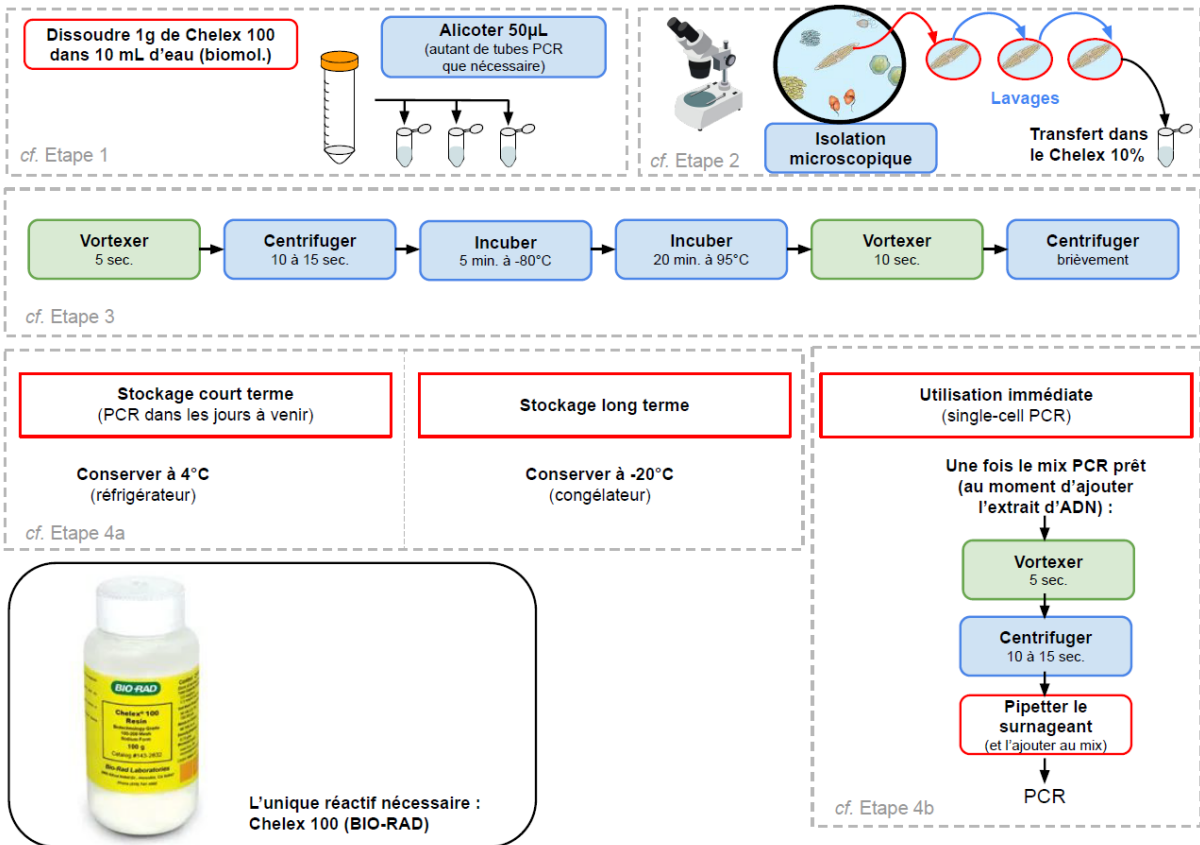 Dissoudre 1g de Chelex 100
dans 10 mL d'eau (biomol.)
Alicoter 50µL
(autant de tubes PCR
que nécessaire)
cf. Etape 1
Lavages
Isolation
microscopique
Transfert dans
le Chelex 10%
cf. Etape 2
Vortexer
5 sec.
Centrifuger
10 à 15 sec.
Incuber
5 min. à -80°C
Incuber
20 min. à 95°C
Vortexer
10 sec.
Centrifuger
brièvement
cf. Etape 3
Stockage court terme
(PCR dans les jours à venir)
Conserver à 4°C
(réfrigérateur)
Stockage long terme
Conserver à -20°C
(congélateur)
cf. Etape 4a
Utilisation immédiate
(single-cell PCR)
Une fois le mix PCR prêt
(au moment d'ajouter
l'extrait d'ADN) :
Vortexer
5 sec.
Centrifuger
10 à 15 sec.
Pipetter le
surnageant
(et l'ajouter au mix)
PCR
cf. Etape 4b
BIO-RAD
Chelex® 100
Resin
100 g
Bio-Rad Laboratories
L'unique réactif nécessaire :
Chelex 100 (BIO-RAD)